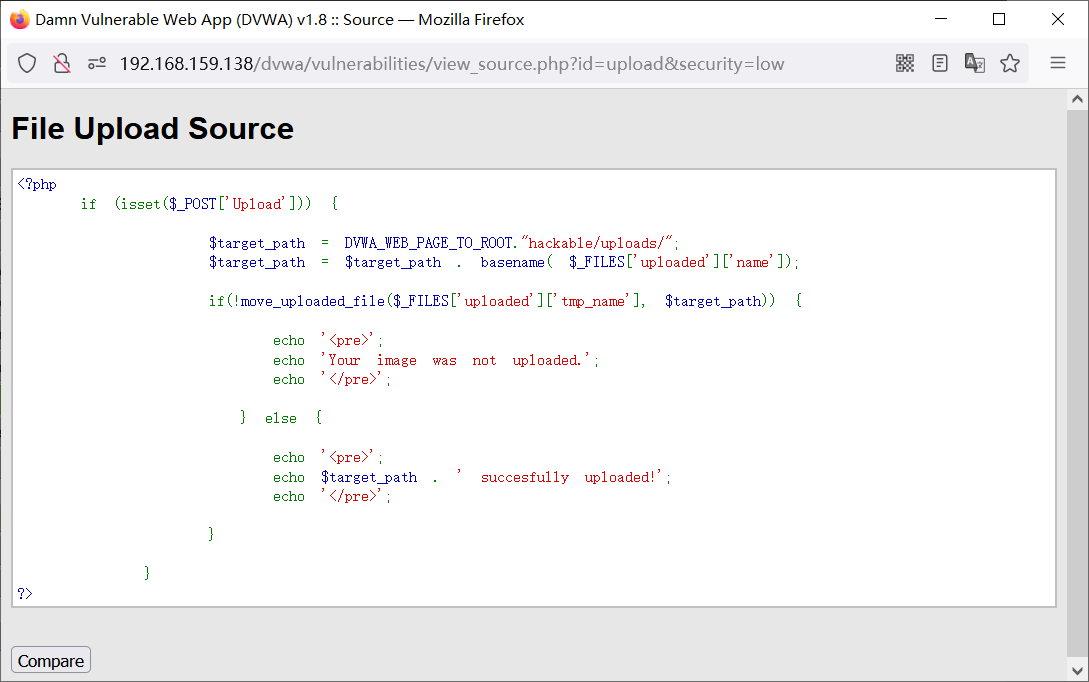 Damn Vulnerable Web App (DVWA) v1.8 :: Source — Mozilla Firefox
192.168.159.138/dvwa/vulnerabilities/view_source.php?id=upload&security=low
File Upload Source
<?php
if (isset($_POST['Upload'])) {
$target_path = DVWA_WEB_PAGE_TO_ROOT."hackable/uploads/";
$target_path = $target_path . basename( $_FILES['uploaded']['name']);
if(!move_uploaded_file($_FILES['uploaded']['tmp_name'], $target_path)) {
echo '<pre>';
echo 'Your image was not uploaded.';
echo '</pre>';
} else {
echo '<pre>';
echo $target_path . ' succesfully uploaded!';
echo '</pre>';
}
}
?>
Compare